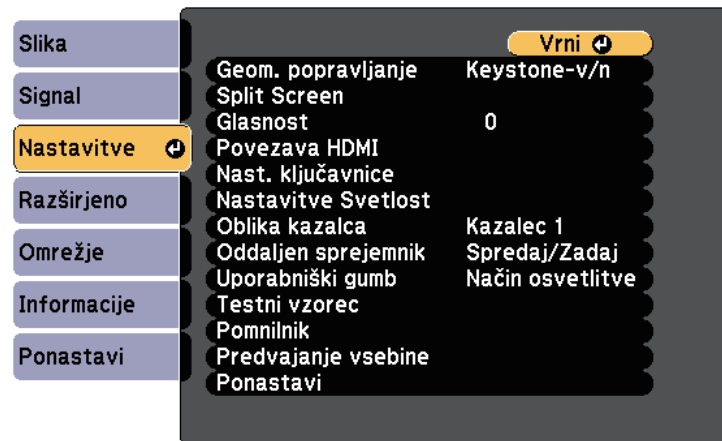 Slika
Signal
Nastavitve
Razširjeno
Omrežje
Informacije
Ponastavi
Vrni
Geom. popravljanje Keystone-v/n
Split Screen
Glasnost 0
Povezava HDMI
Nast. ključavnice
Nastavitve Svetlost
Oblika kazalca Kazalec 1
Oddaljen sprejemnik Spredaj/Zadaj
Uporabniški gumb Način osvetlitve
Testni vzorec
Pomnilnik
Predvajanje vsebine
Ponastavi